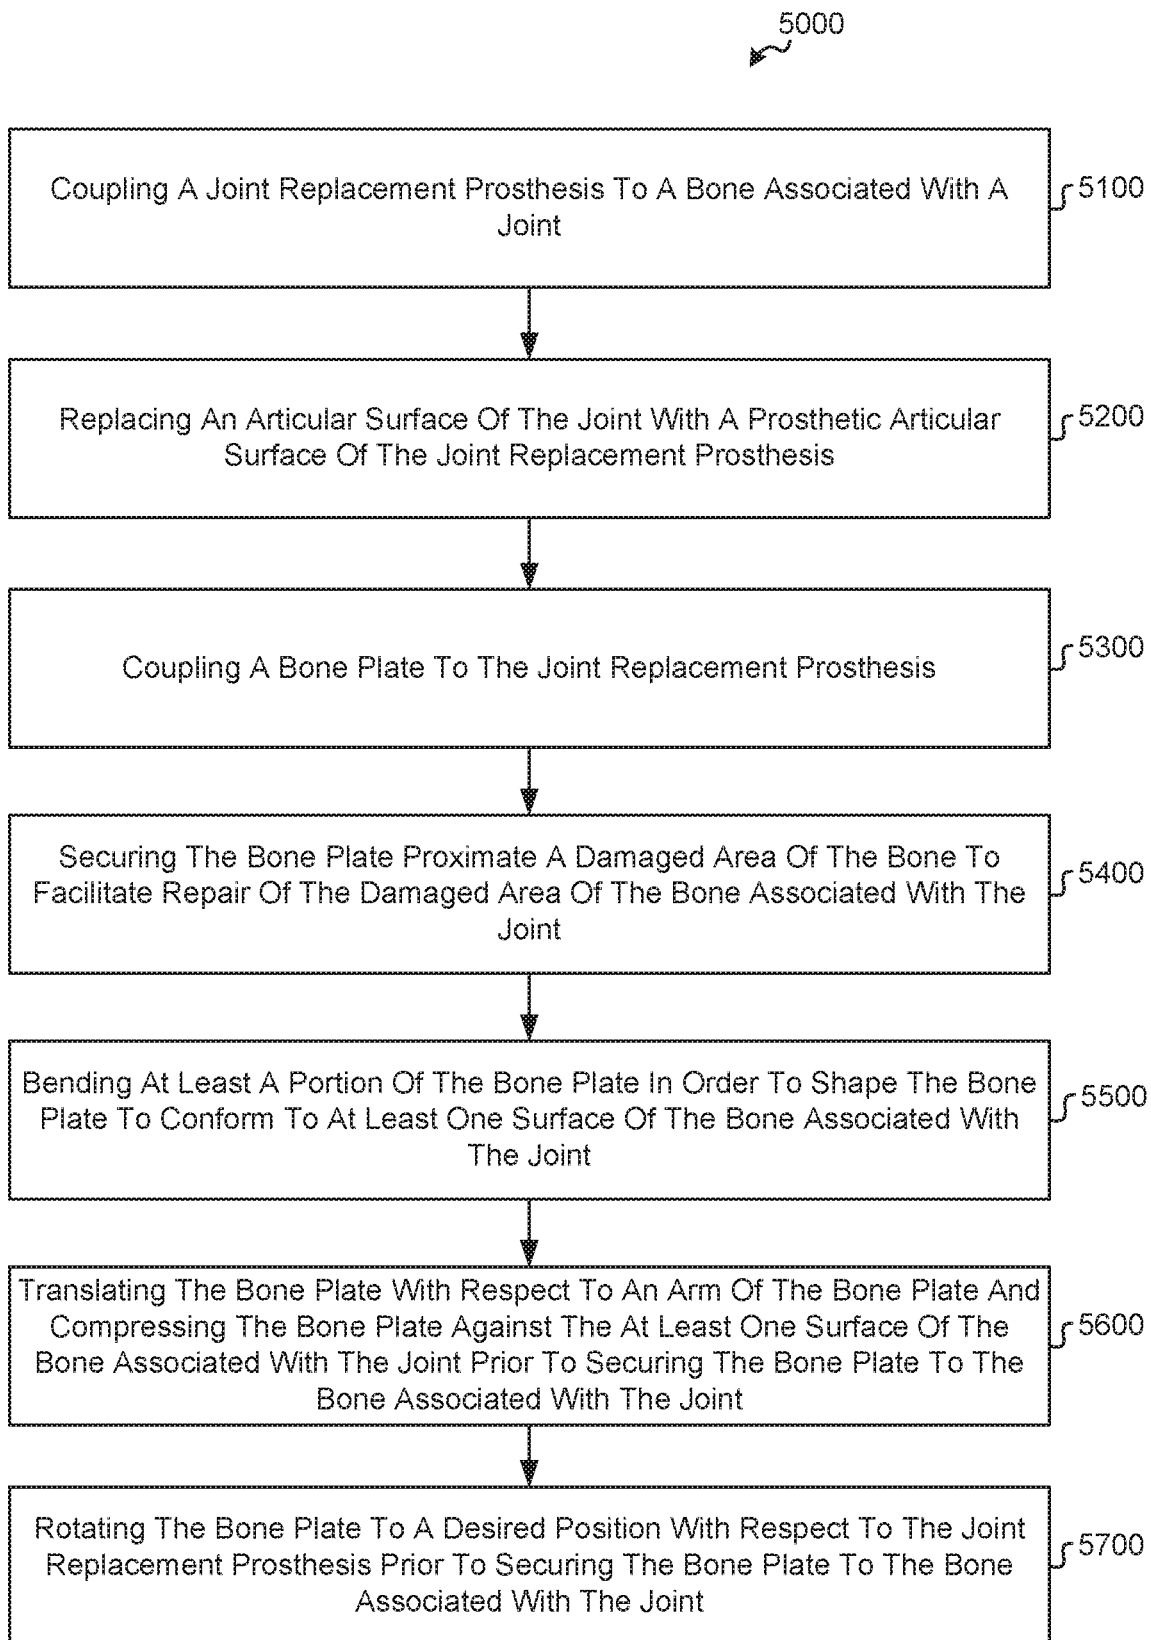 5000
Coupling A Joint Replacement Prosthesis To A Bone Associated With A
Joint
5100
Replacing An Articular Surface Of The Joint With A Prosthetic Articular
Surface Of The Joint Replacement Prosthesis
5200
Coupling A Bone Plate To The Joint Replacement Prosthesis
5300
Securing The Bone Plate Proximate A Damaged Area Of The Bone To
Facilitate Repair Of The Damaged Area Of The Bone Associated With The
Joint
5400
Bending At Least A Portion Of The Bone Plate In Order To Shape The Bone
Plate To Conform To At Least One Surface Of The Bone Associated With
The Joint
5500
Translating The Bone Plate With Respect To An Arm Of The Bone Plate And
Compressing The Bone Plate Against The At Least One Surface Of The
Bone Associated With The Joint Prior To Securing The Bone Plate To The
Bone Associated With The Joint
5600
Rotating The Bone Plate To A Desired Position With Respect To The Joint
Replacement Prosthesis Prior To Securing The Bone Plate To The Bone
Associated With The Joint
5700